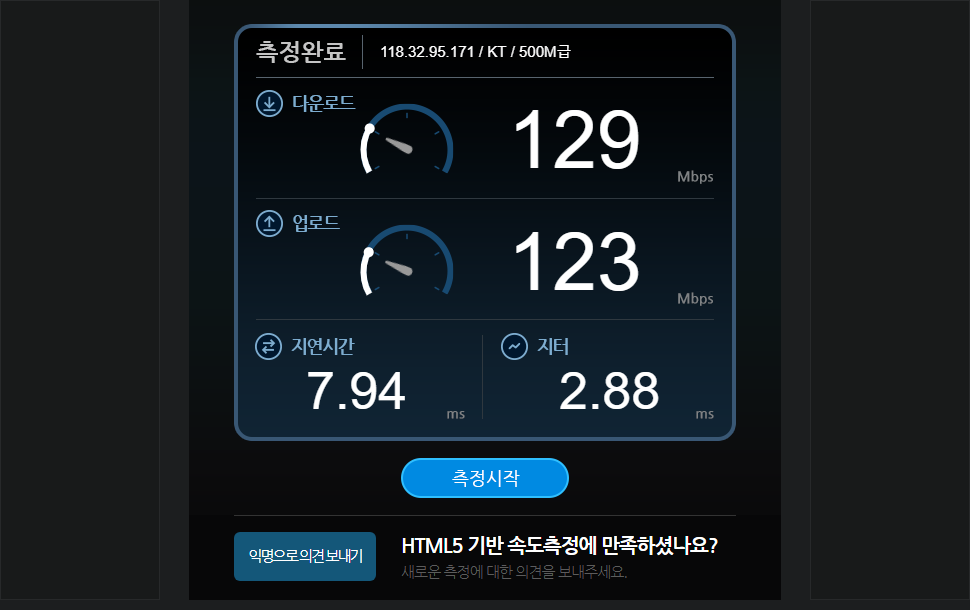 측정완료 118.32.95.171 / KT / 500M급
다운로드
129
Mbps
업로드
123
Mbps
지연시간
7.94
ms
지터
2.88
ms
측정시작
익명으로 의견 보내기
HTML5 기반 속도측정에 만족하셨나요?
새로운 측정에 대한 의견을 보내주세요.